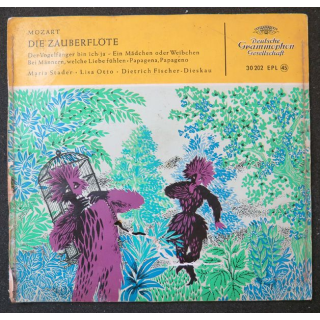 MOZART
DIE ZAUBERFLÖTE
Der Vogelfänger bin ich ja - Ein Mädchen oder Weibchen
Bei Männern, welche Liebe fühlen - Papagena, Papageno
Maria Stader - Lisa Otto - Dietrich Fischer-Dieskau
Deutsche
Grammophon
Gesellschaft
30 202 EPL 45